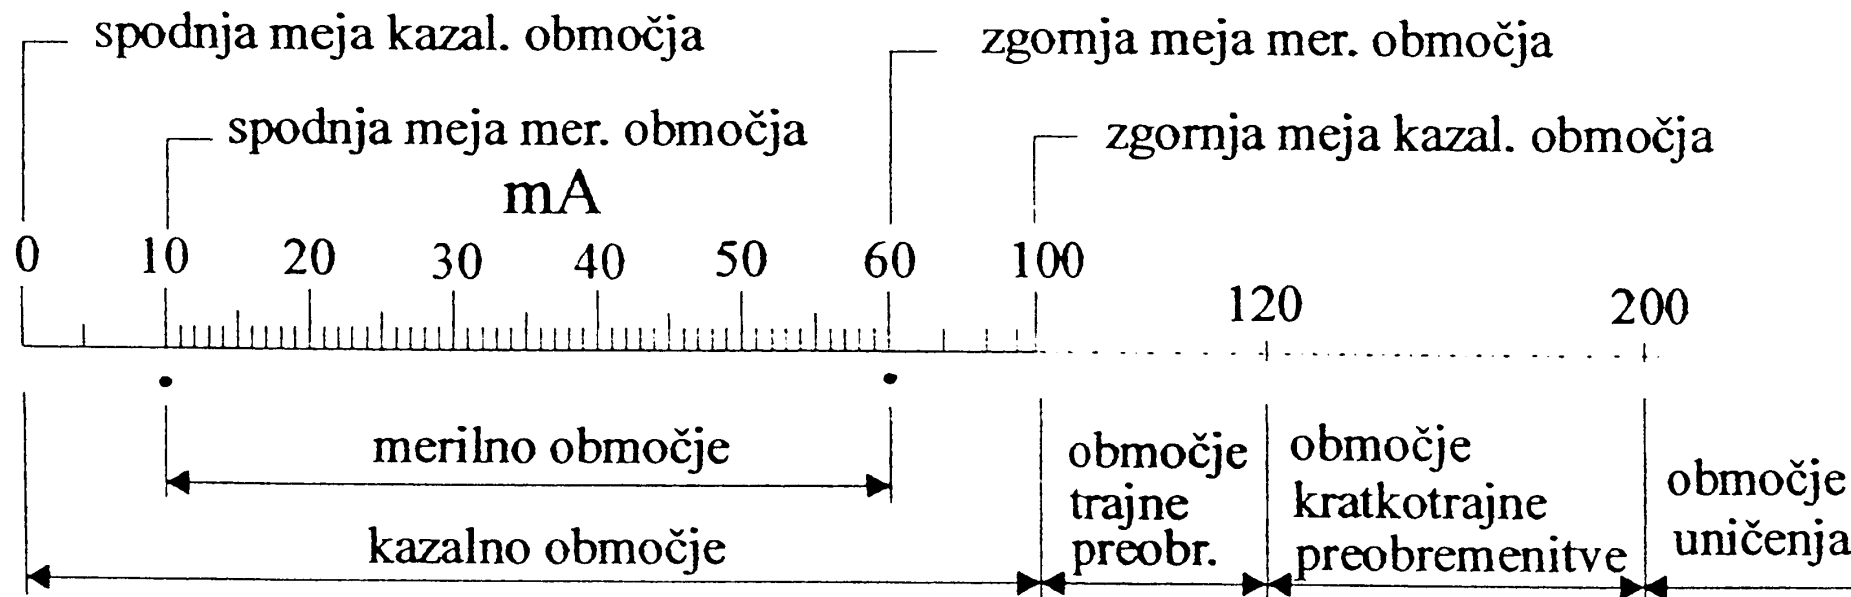 spodnja meja kazal. območja
zgornja meja mer. območja
spodnja meja mer. območja
zgornja meja kazal. območja
mA
0 10 20 30 40 50 60 100
120 200
merilno območje
kazalno območje
območje
trajne
preobr.
območje
kratkotrajne
preobremenitve
območje
uničenja